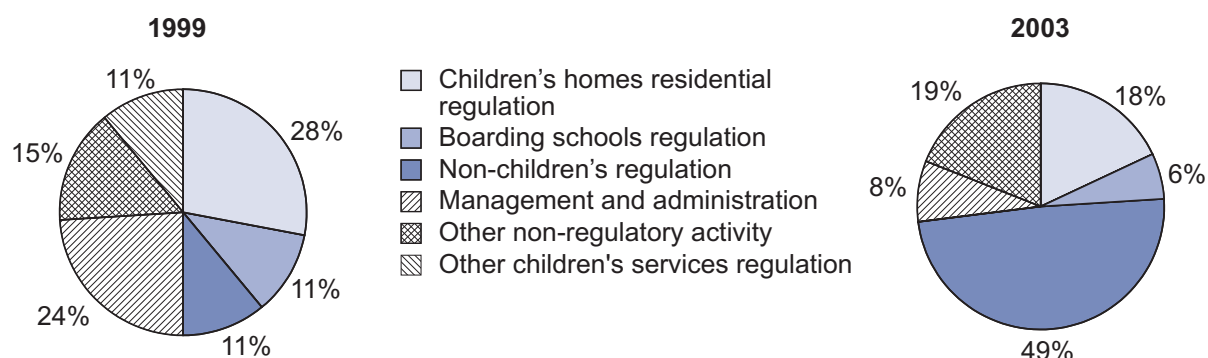 1999
2003
11%
28%
15%
24%
11%
11%
Children's homes residential
regulation
Boarding schools regulation
Non-children's regulation
Management and administration
Other non-regulatory activity
Other children's services regulation
19%
18%
8%
6%
49%